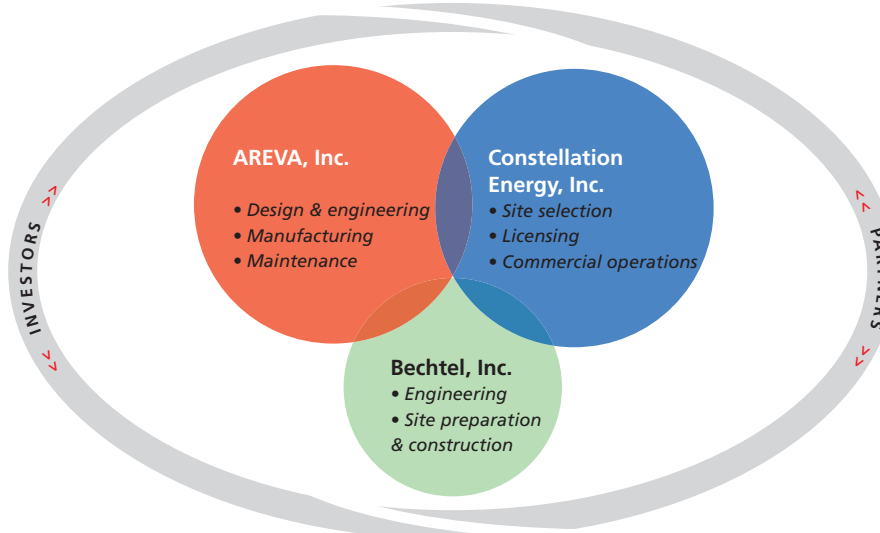 AREVA, Inc.
• Design & engineering
• Manufacturing
• Maintenance
Constellation
Energy, Inc.
• Site selection
• Licensing
• Commercial operations
Bechtel, Inc.
• Engineering
• Site preparation
& construction
<< INVESTORS >>
<< PARTNERS >>